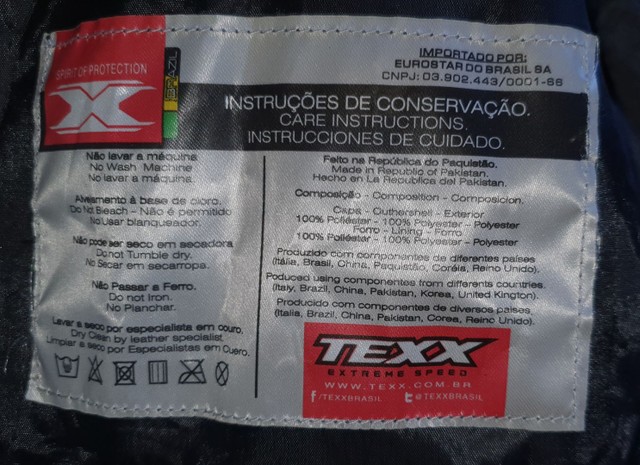 SPIRIT OF PROTECTION
BRAZIL
IMPORTADO POR:
EUROSTAR DO BRASIL SA
CNPJ: 03.902.443/0001-66
INSTRUÇÕES DE CONSERVAÇÃO.
CARE INSTRUCTIONS.
INSTRUCCIONES DE CUIDADO.
Não lavar a máquina
No Wash Machine
No lavar a máquina.
Alvejamento à base de cloro.
Do Not Bleach - Não é permitido
No Usar blanqueador.
Não pode ser seco em secadora
Do not Tumble dry.
No Secar em secarropa.
Não Passar a Ferro.
Do not Iron.
No Planchar.
Lavar a seco por especialista em couro.
Dry Clean by leather specialist
Limpiar a seco por Especialistas em Cuero.
Feito na República do Paquistão.
Made in Republic of Pakistan.
Hecho en La Republica del Pakistan.
Composição - Composition - Composicion.
Capa - Outhershell - Exterior
100% Poliéster - 100% Polyester - Polyester
Forro - Lining - Forro
100% Poliéster - 100% Polyester - Polyester
Produzido com componentes de diferentes países
(Itália, Brasil, China, Paquistão, Coréia, Reino Unido).
Poduced using componentes from different countries.
(Italy, Brazil, China, Pakistan, Korea, United Kington).
Producido com componentes de diversos países
(Italia, Brasil, China, Pakistan, Corea, Reino Unido).
TEXX
EXTREME SPEED
WWW.TEXX.COM.BR
f /TEXXBRASIL @TEXXBRASIL